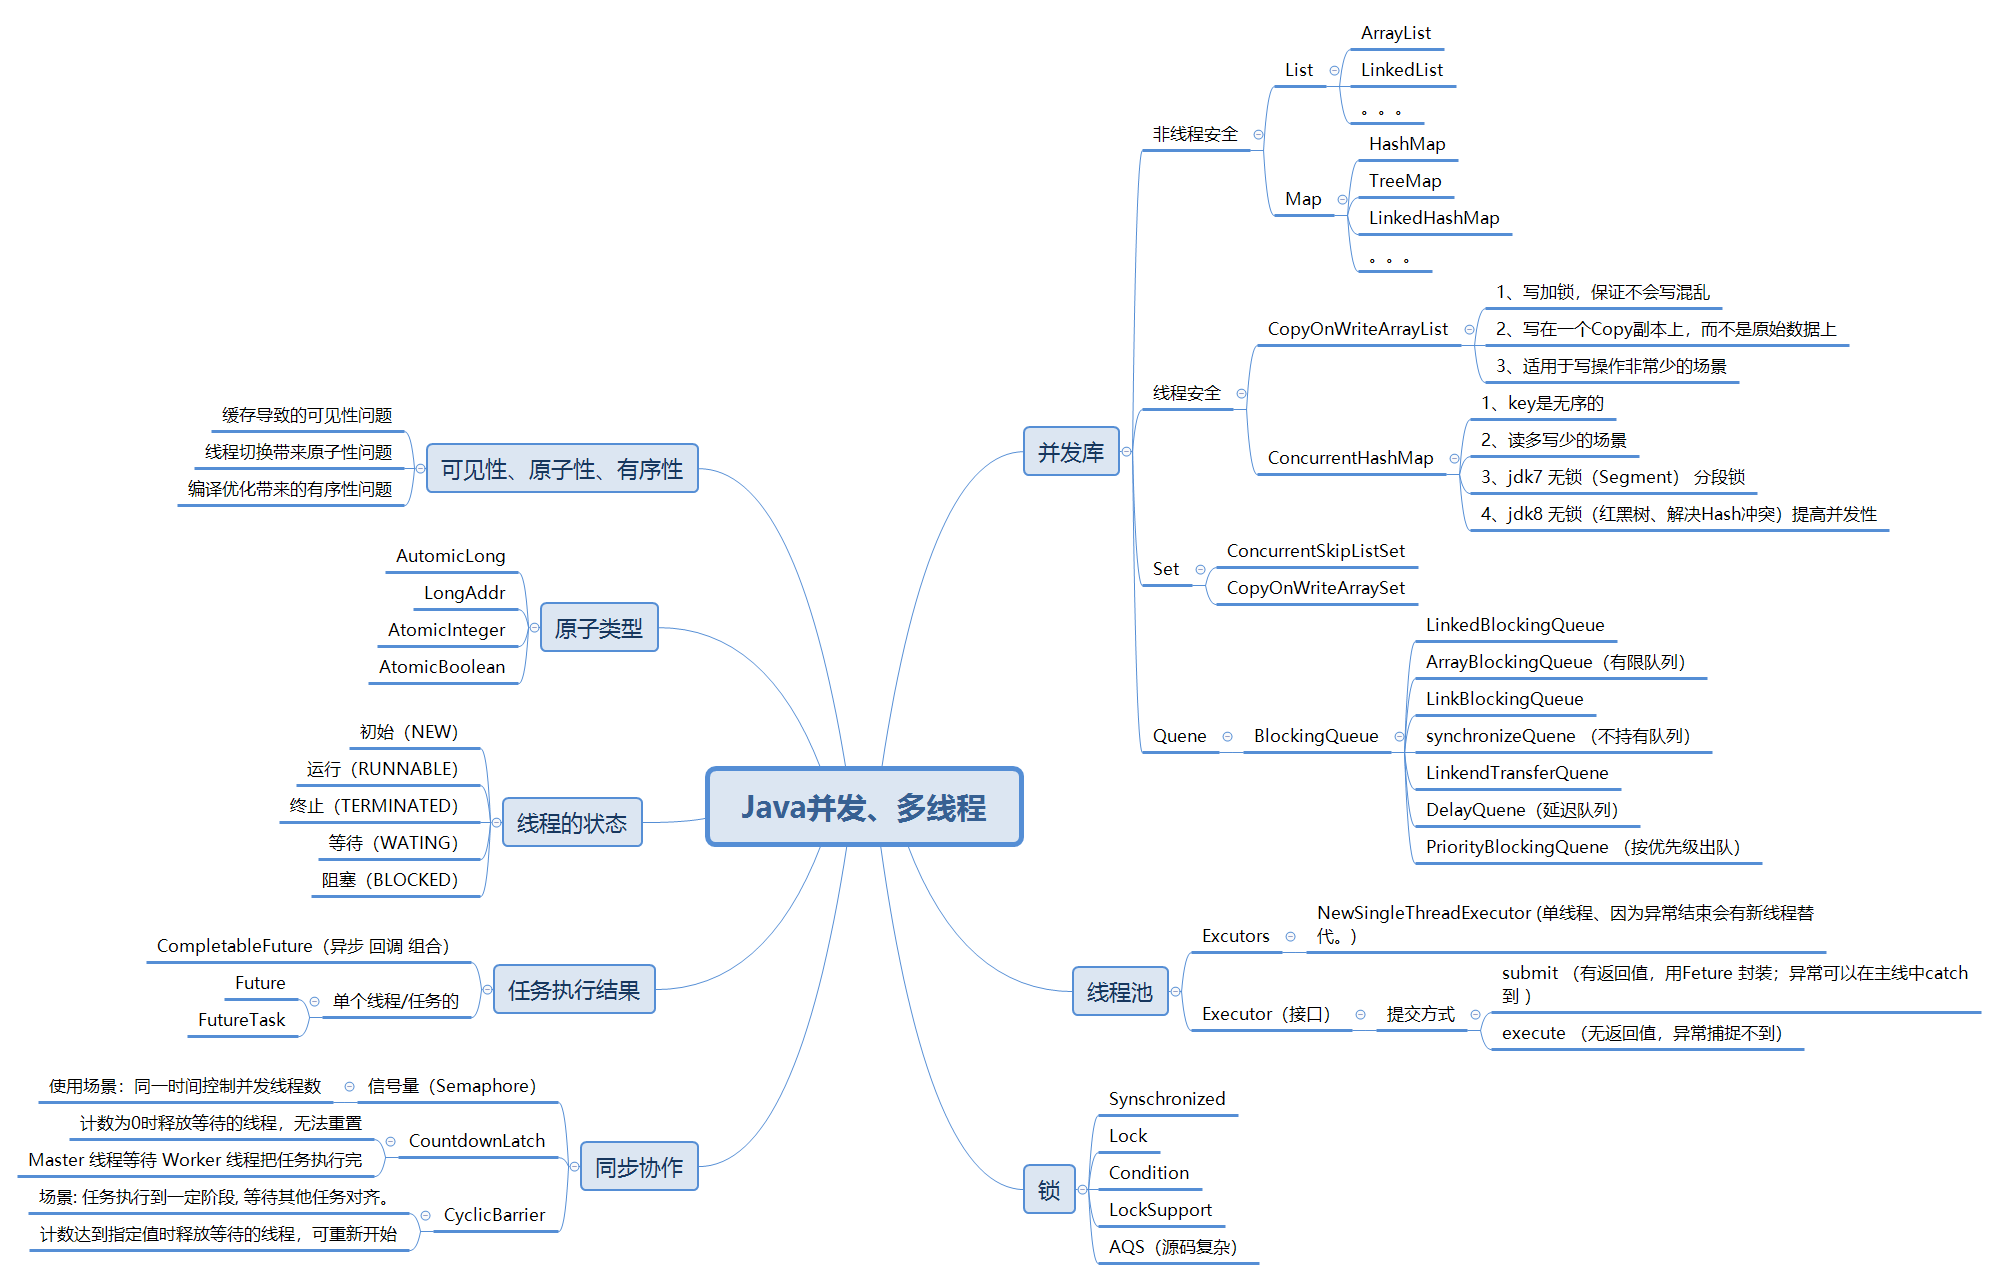 Java并发、多线程
并发库
非线程安全
List
ArrayList
LinkedList
。。。
Map
HashMap
TreeMap
LinkedHashMap
。。。
线程安全
CopyOnWriteArrayList
1、写加锁，保证不会写混乱
2、写在一个Copy副本上，而不是原始数据上
3、适用于写操作非常少的场景
ConcurrentHashMap
1、key是无序的
2、读多写少的场景
3、jdk7 无锁（Segment） 分段锁
4、jdk8 无锁（红黑树、解决Hash冲突）提高并发性
Set
ConcurrentSkipListSet
CopyOnWriteArraySet
Quene
BlockingQueue
LinkedBlockingQueue
ArrayBlockingQueue（有限队列）
LinkBlockingQueue
synchronizeQuene （不持有队列）
LinkendTransferQuene
DelayQuene（延迟队列）
PriorityBlockingQuene （按优先级出队）
线程池
Excutors
NewSingleThreadExecutor (单线程、因为异常结束会有新线程替
代。)
Executor（接口）
提交方式
submit （有返回值，用Feture 封装；异常可以在主线中catch
到 ）
execute （无返回值，异常捕捉不到）
锁
Synschronized
Lock
Condition
LockSupport
AQS（源码复杂）
可见性、原子性、有序性
缓存导致的可见性问题
线程切换带来原子性问题
编译优化带来的有序性问题
原子类型
AutomicLong
LongAddr
AtomicInteger
AtomicBoolean
线程的状态
初始（NEW）
运行（RUNNABLE）
终止（TERMINATED）
等待（WATING）
阻塞（BLOCKED）
任务执行结果
CompletableFuture（异步 回调 组合）
单个线程/任务的
Future
FutureTask
同步协作
信号量（Semaphore）
使用场景：同一时间控制并发线程数
CountdownLatch
计数为0时释放等待的线程，无法重置
Master 线程等待 Worker 线程把任务执行完
CyclicBarrier
场景: 任务执行到一定阶段, 等待其他任务对齐。
计数达到指定值时释放等待的线程，可重新开始